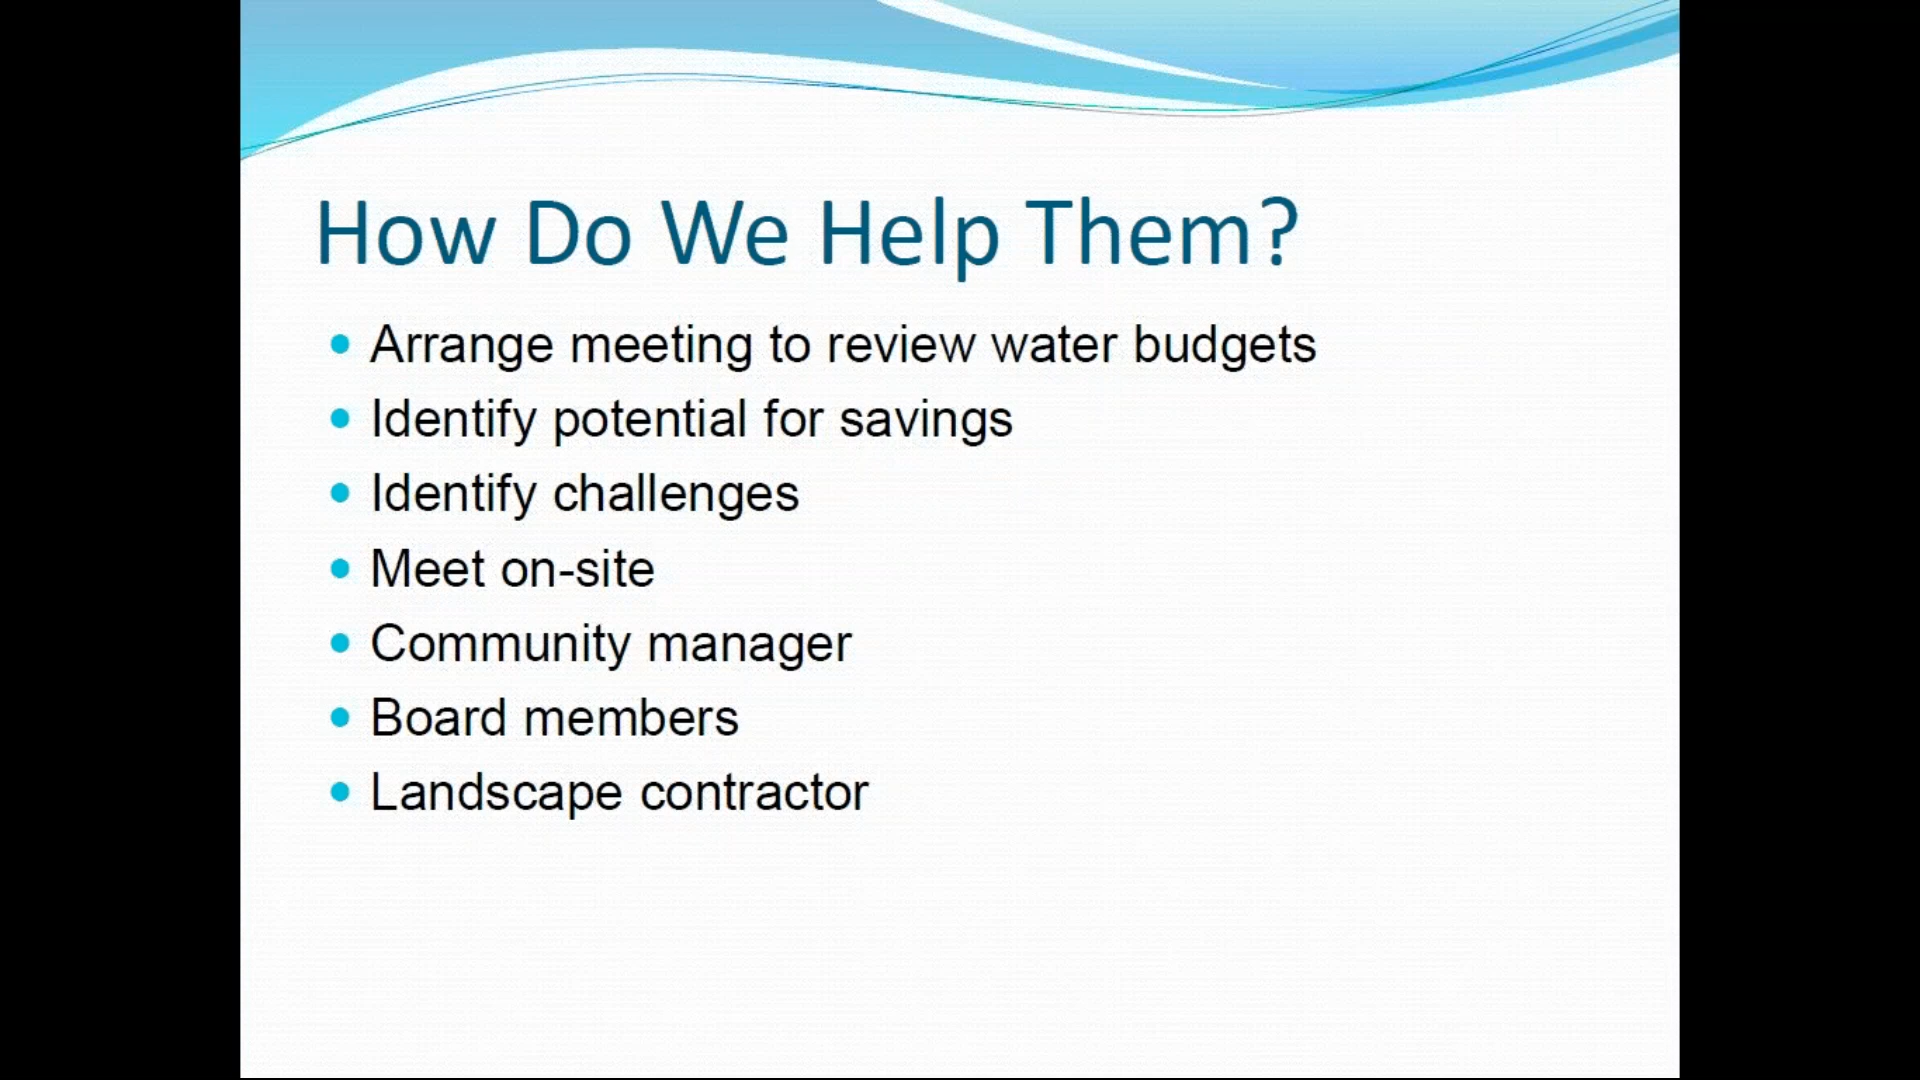 How Do We Help Them?
Arrange meeting to review water budgets
Identify potential for savings
Identify challenges
Meet on-site
Community manager
Board members
Landscape contractor